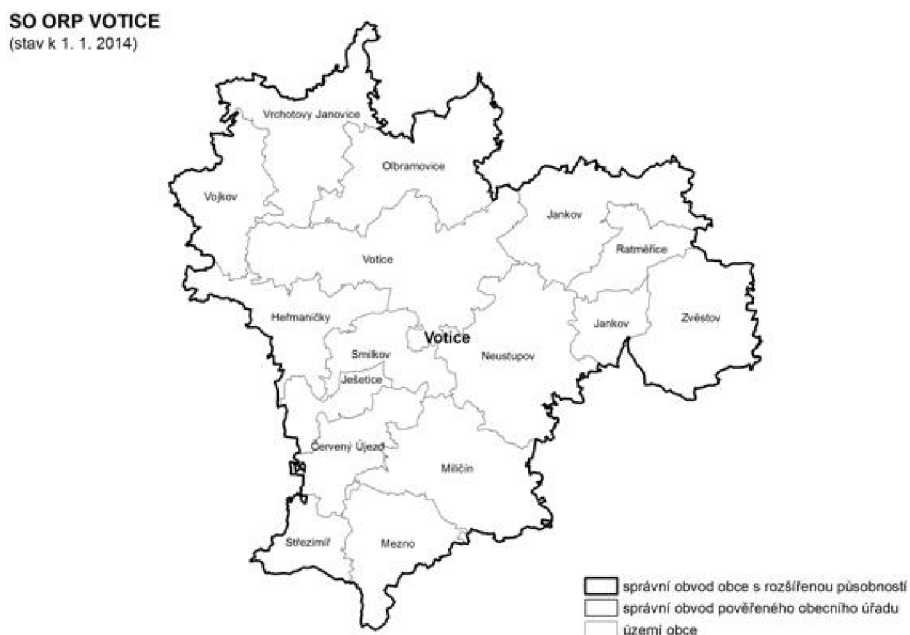 SO ORP VOTICE
(stav k 1. 1. 2014)
Vrchotovy Janovice
Olbramovice
Vojkov
Jankov
Ratměřice
Votice
Heřmaničky
Jankov
Zvěstov
Votice
Smilkov
Neustupov
Ješetice
Červený Újezd
Miličín
Střezimíř
Mezno
správní obvod obce s rozšířenou působností
správní obvod pověřeného obecního úřadu
území obce